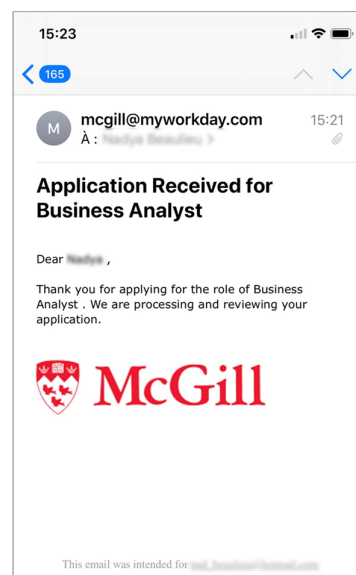 15:23
165
M
mcgill@myworkday.com 15:21
À :
Application Received for
Business Analyst
Dear ,
Thank you for applying for the role of Business
Analyst . We are processing and reviewing your
application.
McGill
This email was intended for